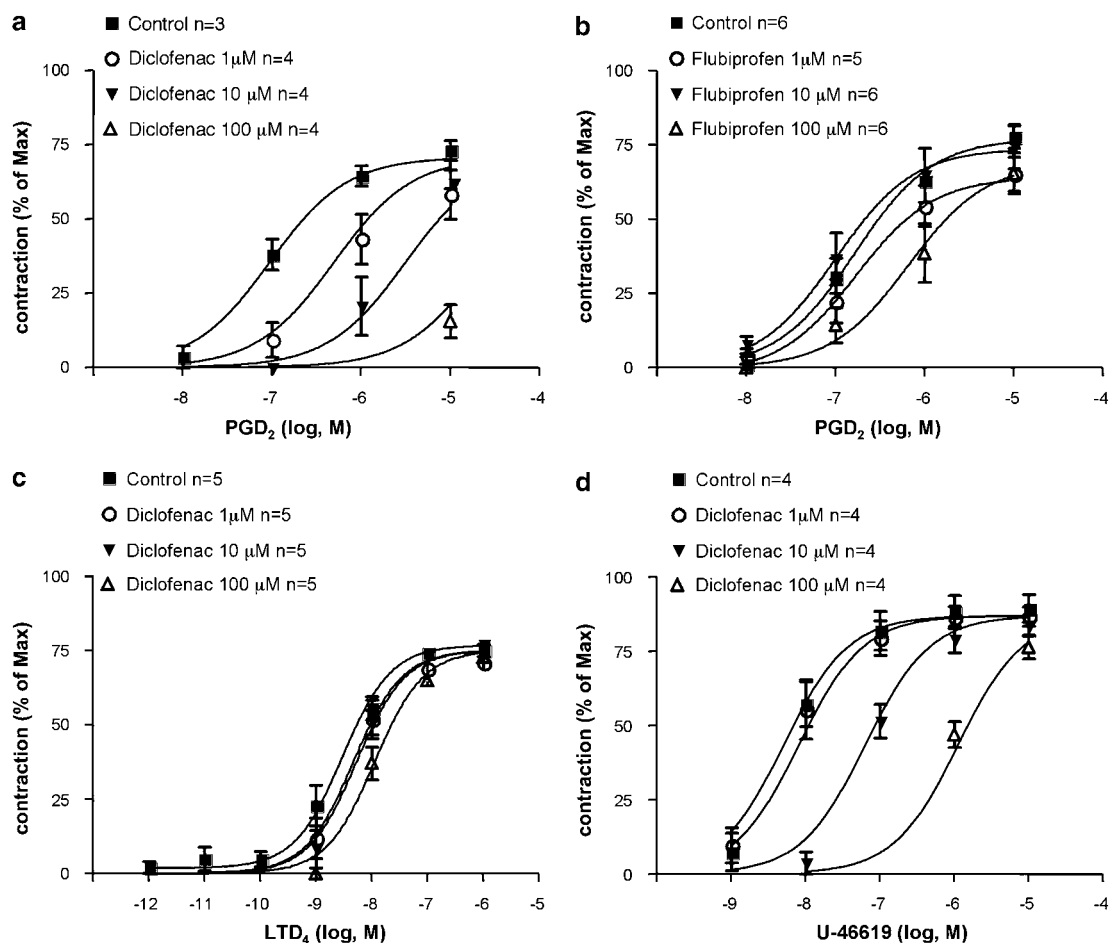 a
Control n=3
Diclofenac 1μM n=4
Diclofenac 10 μM n=4
Diclofenac 100 μM n=4
contraction (% of Max)
100
75
50
25
0
-8 -7 -6 -5 -4
PGD2 (log, M)
b
Control n=6
Flubiprofen 1μM n=5
Flubiprofen 10 μM n=6
Flubiprofen 100 μM n=6
contraction (% of Max)
100
75
50
25
0
-8 -7 -6 -5 -4
PGD2 (log, M)
c
Control n=5
Diclofenac 1μM n=5
Diclofenac 10 μM n=5
Diclofenac 100 μM n=5
contraction (% of Max)
100
75
50
25
0
-12 -11 -10 -9 -8 -7 -6 -5
LTD4 (log, M)
d
Control n=4
Diclofenac 1μM n=4
Diclofenac 10 μM n=4
Diclofenac 100 μM n=4
contraction (% of Max)
100
75
50
25
0
-9 -8 -7 -6 -5
U-46619 (log, M)